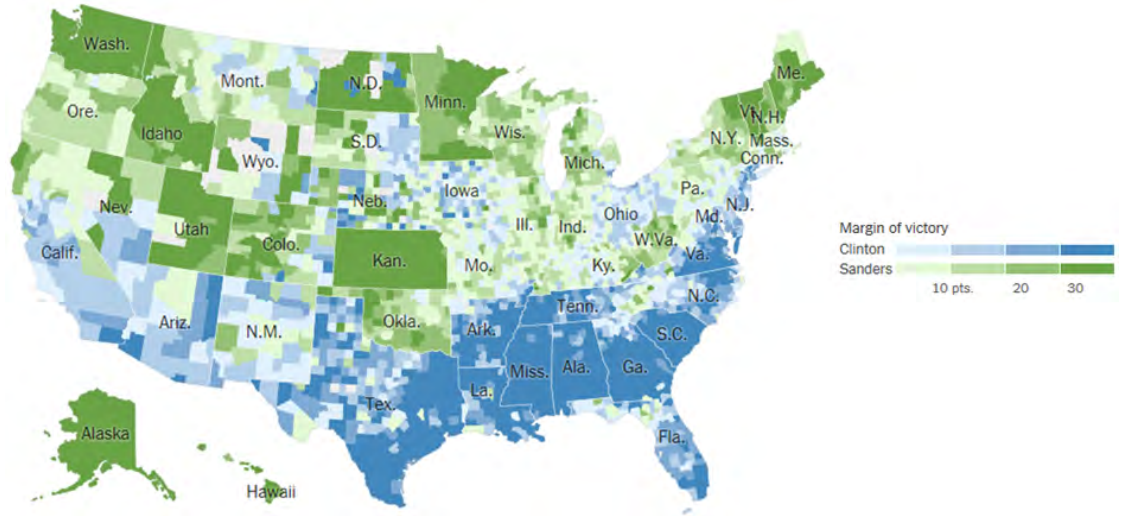 Wash.
Mont.
N.D.
Minn.
Me.
Ore.
Idaho
S.D.
Wis.
Vt.
N.H.
Wyo.
Mich.
N.Y.
Mass.
Conn.
Nev.
Utah
Neb.
Iowa
Pa.
N.J.
Colo.
Ill.
Ind.
Ohio
Md.
Calif.
Kan.
Mo.
Ky.
W.Va.
Va.
Ariz.
N.M.
Okla.
Ark.
Tenn.
N.C.
S.C.
Tex.
La.
Miss.
Ala.
Ga.
Fla.
Alaska
Hawaii
Margin of victory
Clinton
Sanders
10 pts.
20
30